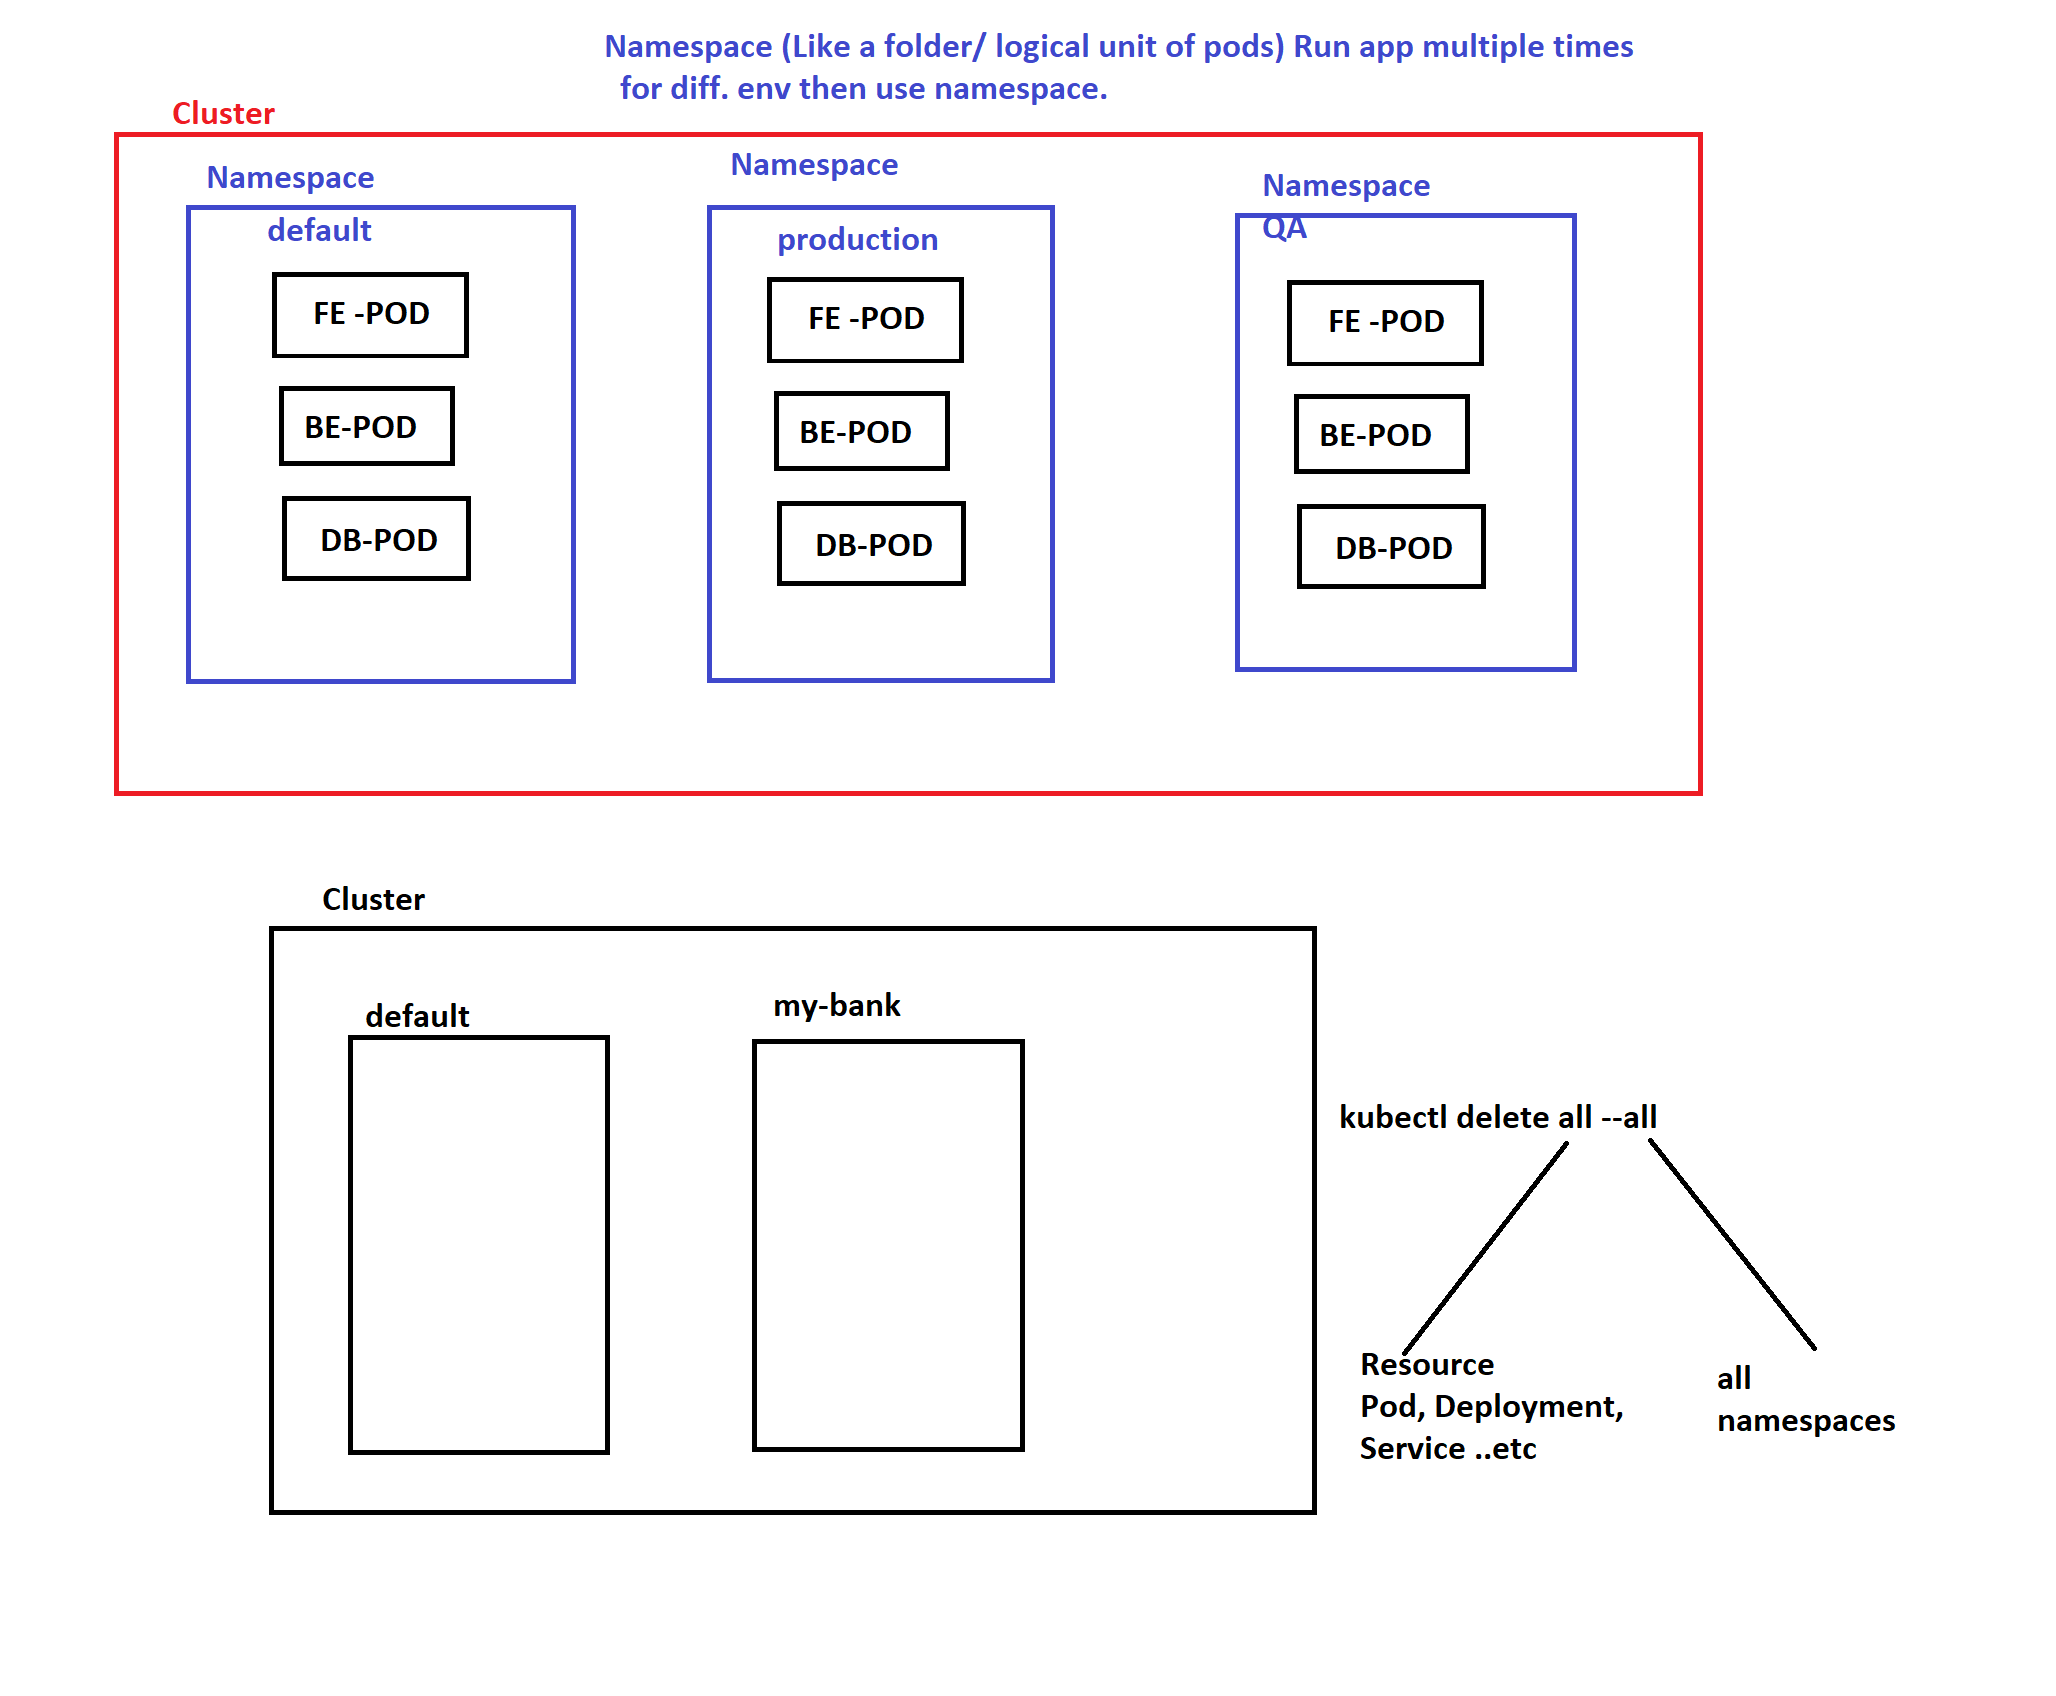 Namespace (Like a folder/ logical unit of pods) Run app multiple times
for diff. env then use namespace.
Cluster
Namespace
default
FE -POD
BE-POD
DB-POD
Namespace
production
FE -POD
BE-POD
DB-POD
Namespace
QA
FE -POD
BE-POD
DB-POD
Cluster
default
my-bank
kubectl delete all --all
Resource
Pod, Deployment,
Service ..etc
all
namespaces